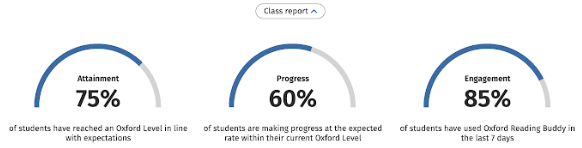 Class report
Attainment
75%
of students have reached an Oxford Level in line
with expectations
Progress
60%
of students are making progress at the expected
rate within their current Oxford Level
Engagement
85%
of students have used Oxford Reading Buddy in
the last 7 days